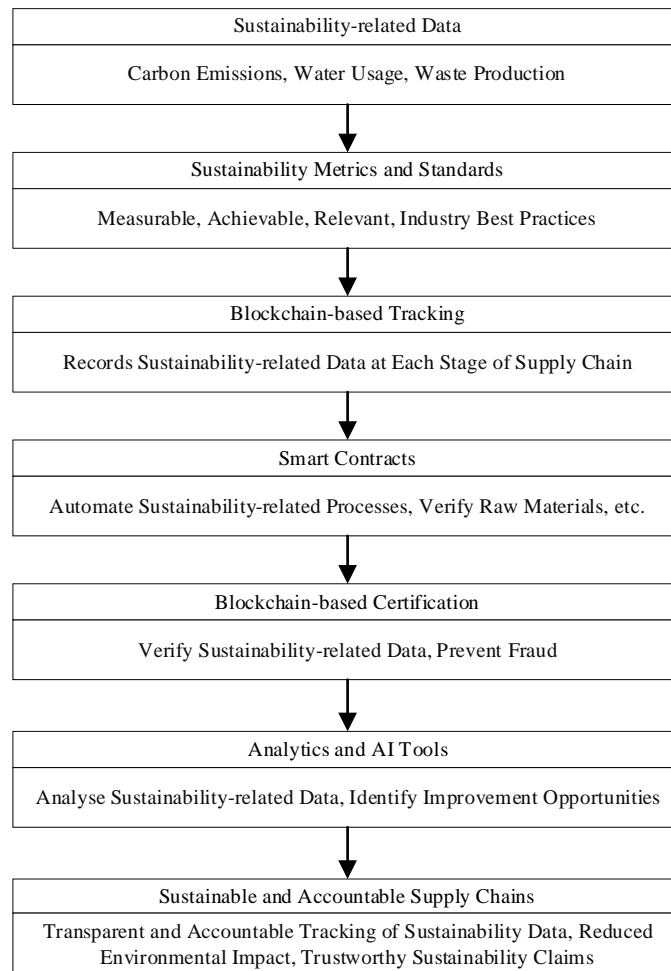 Sustainability-related Data
Carbon Emissions, Water Usage, Waste Production
Sustainability Metrics and Standards
Measurable, Achievable, Relevant, Industry Best Practices
Blockchain-based Tracking
Records Sustainability-related Data at Each Stage of Supply Chain
Smart Contracts
Automate Sustainability-related Processes, Verify Raw Materials, etc.
Blockchain-based Certification
Verify Sustainability-related Data, Prevent Fraud
Analytics and AI Tools
Analyse Sustainability-related Data, Identify Improvement Opportunities
Sustainable and Accountable Supply Chains
Transparent and Accountable Tracking of Sustainability Data, Reduced
Environmental Impact, Trustworthy Sustainability Claims